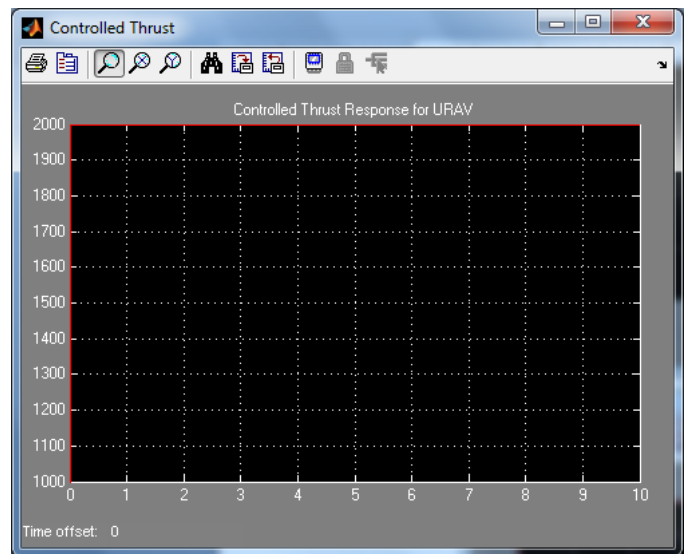 Controlled Thrust
Controlled Thrust Response for URAV
2000
1900
1800
1700
1600
1500
1400
1300
1200
1100
1000
0 1 2 3 4 5 6 7 8 9 10
Time offset: 0